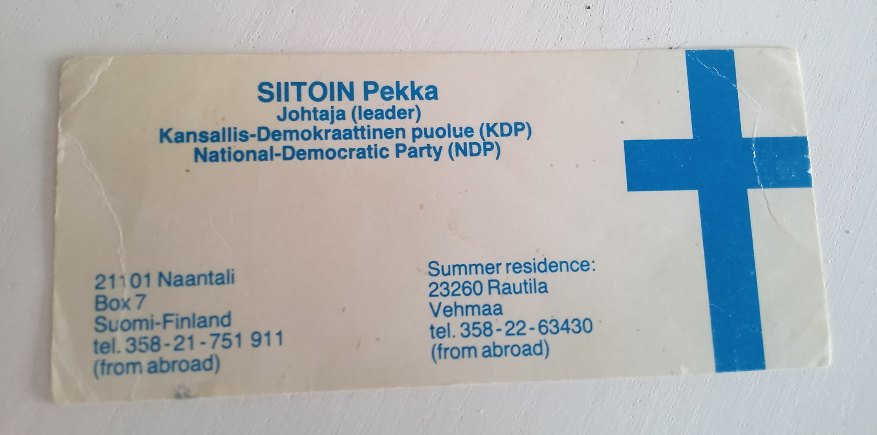 SIITOIN Pekka
Johtaja (leader)
Kansallis-Demokraattinen puolue (KDP)
National-Democratic Party (NDP)
21101 Naantali
Box 7
Suomi-Finland
tel. 358-21-751 911
(from abroad)
Summer residence:
23260 Rautila
Vehmaa
tel. 358-22-63430
(from abroad)